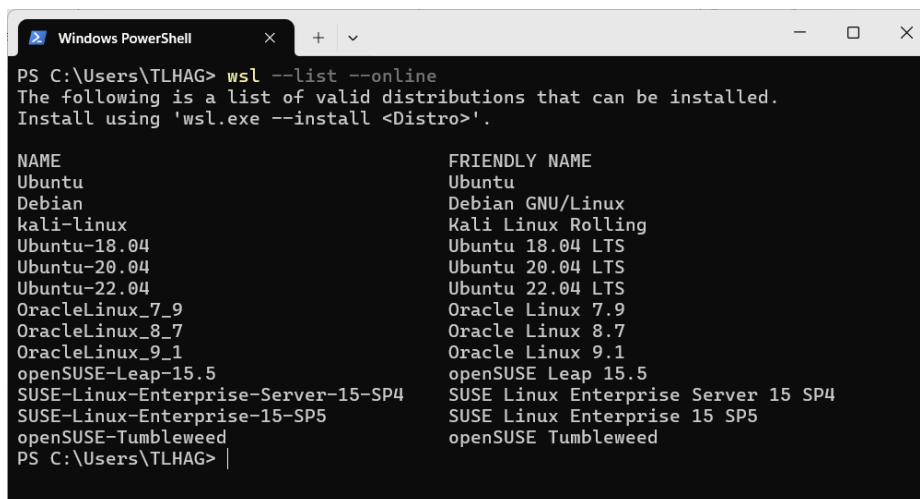 Windows PowerShell
PS C:\Users\TLHAG> wsl --list --online
The following is a list of valid distributions that can be installed.
Install using 'wsl.exe --install <Distro>'.
NAME FRIENDLY NAME
Ubuntu Ubuntu
Debian Debian GNU/Linux
kali-linux Kali Linux Rolling
Ubuntu-18.04 Ubuntu 18.04 LTS
Ubuntu-20.04 Ubuntu 20.04 LTS
Ubuntu-22.04 Ubuntu 22.04 LTS
OracleLinux_7_9 Oracle Linux 7.9
OracleLinux_8_7 Oracle Linux 8.7
OracleLinux_9_1 Oracle Linux 9.1
openSUSE-Leap-15.5 openSUSE Leap 15.5
SUSE-Linux-Enterprise-Server-15-SP4 SUSE Linux Enterprise Server 15 SP4
SUSE-Linux-Enterprise-15-SP5 SUSE Linux Enterprise 15 SP5
openSUSE-Tumbleweed openSUSE Tumbleweed
PS C:\Users\TLHAG>